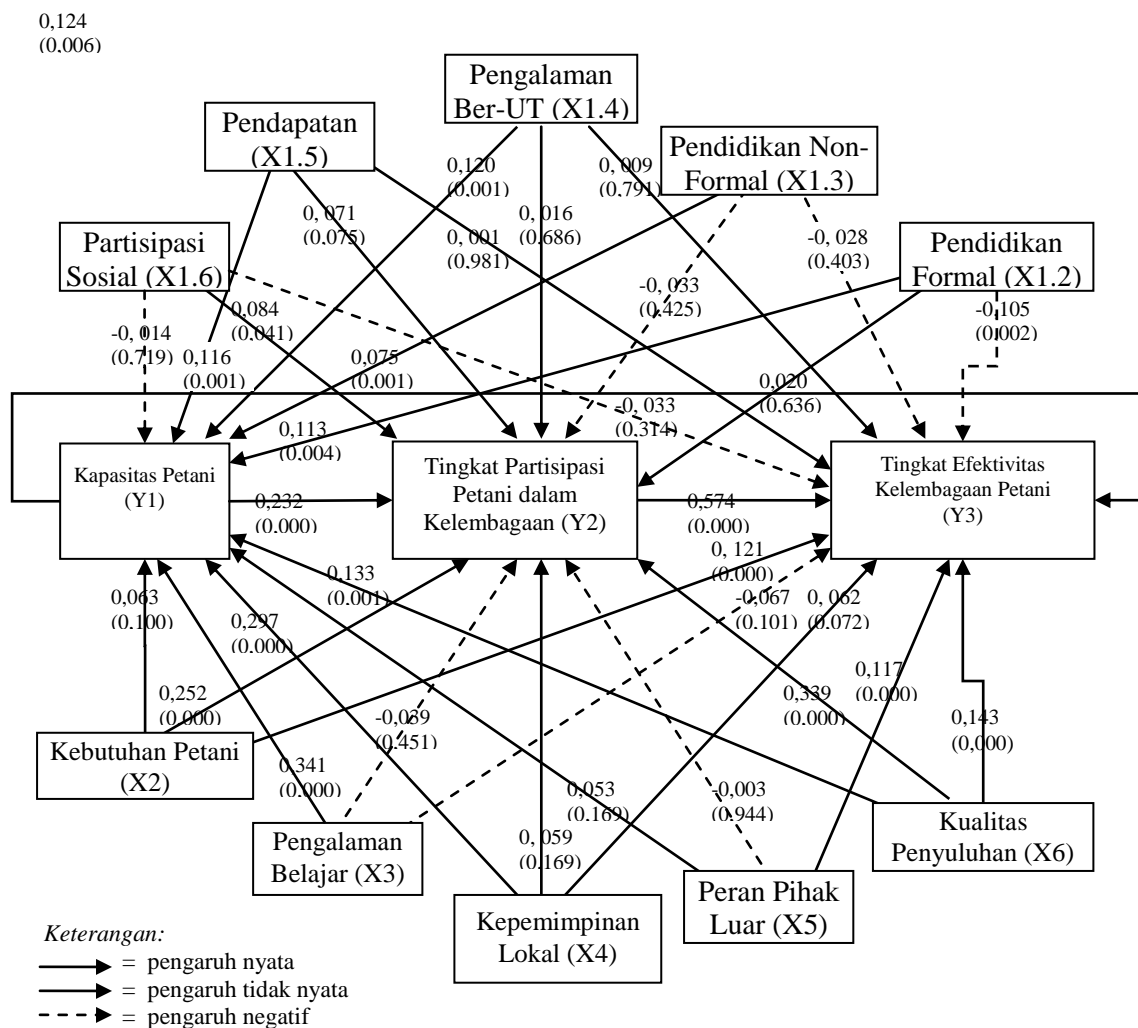 0,124
(0,006)
Pengalaman
Ber-UT (X1.4)
Pendapatan
(X1.5)
Pendidikan Non-
Formal (X1.3)
Partisipasi
Sosial (X1.6)
Pendidikan
Formal (X1.2)
0,120
(0.001)
0, 009
(0.791)
0, 071
(0.075)
0, 001
(0.981)
0, 016
(0.686)
-0, 028
(0.403)
-0, 033
(0.425)
-0,105
(0.002)
-0, 014
(0.719)
0,084
(0.041)
0,116
(0.001)
0,075
(0.001)
0,020
(0.636)
-0, 033
(0.314)
0,113
(0.004)
Kapasitas Petani
(Y1)
Tingkat Partisipasi
Petani dalam
Kelembagaan (Y2)
Tingkat Efektivitas
Kelembagaan Petani
(Y3)
0,232
(0.000)
0,574
(0.000)
0, 121
(0.000)
0,063
(0.100)
0,133
(0.001)
0,297
(0.000)
-0,067
(0.101)
0, 062
(0.072)
0,117
(0.000)
0,252
(0.000)
-0,039
(0.451)
0,339
(0.000)
0,143
(0,000)
0,341
(0.000)
0,053
(0.169)
-0,003
(0.944)
0, 059
(0.169)
Kebutuhan Petani
(X2)
Pengalaman
Belajar (X3)
Kepemimpinan
Lokal (X4)
Peran Pihak
Luar (X5)
Kualitas
Penyuluhan (X6)
Keterangan:
= pengaruh nyata
= pengaruh tidak nyata
= pengaruh negatif